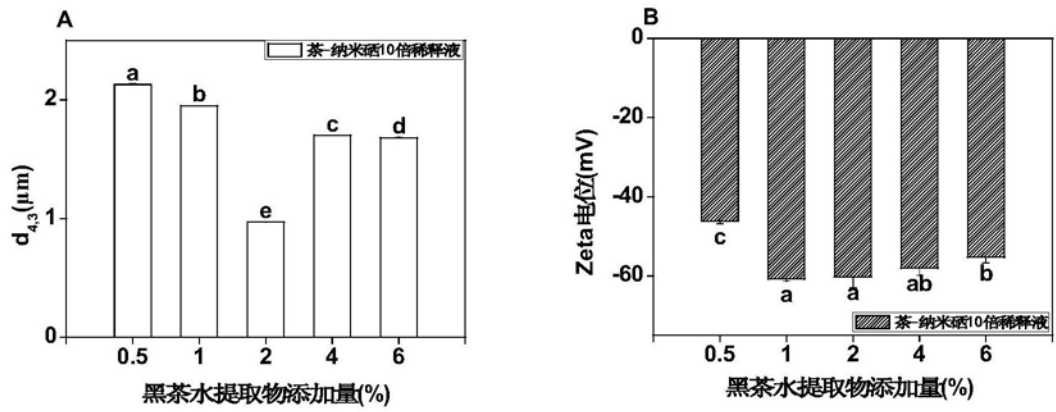 A
茶-纳米硒10倍稀释液
a
b
c
d
e
2
1
0
d4,3(μm)
0.5 1 2 4 6
黑茶水提取物添加量(%)
B
0
-20
-40
-60
Zeta电位(mV)
c
a
a
ab
b
茶-纳米硒10倍稀释液
0.5 1 2 4 6
黑茶水提取物添加量(%)